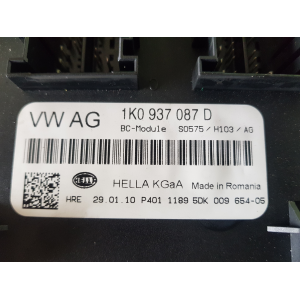 VW AG 1K0 937 087 D
BC-Module S0575 / H103 / AG
HELLA
HELLA KGaA Made in Romania
HRE 29.01.10 P401 1189 5DK 009 654-05